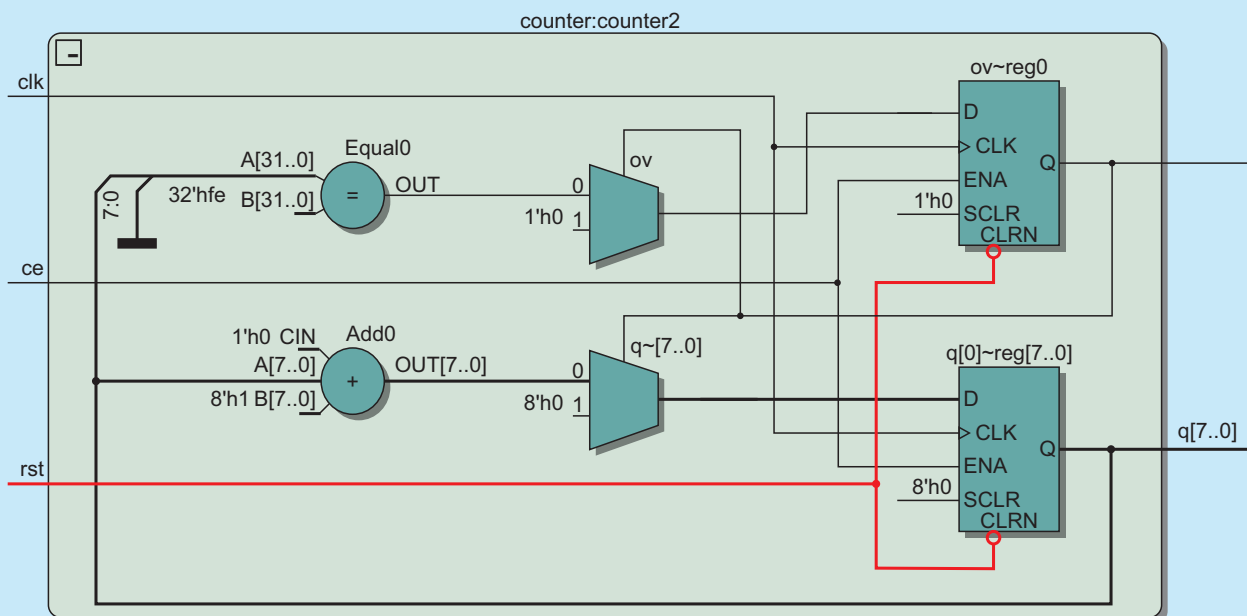 counter:counter2
-
clk
ov~reg0
D
CLK
Q
ENA
1'h0
SCLR
CLRN
Equal0
A[31..0]
32'hfe
B[31..0]
=
OUT
7:0
ov
0
1'h0 1
ce
Add0
1'h0 CIN
A[7..0]
8'h1 B[7..0]
+
OUT[7..0]
q~[7..0]
0
8'h0 1
q[0]~reg[7..0]
D
CLK
Q
ENA
8'h0
SCLR
CLRN
q[7..0]
rst